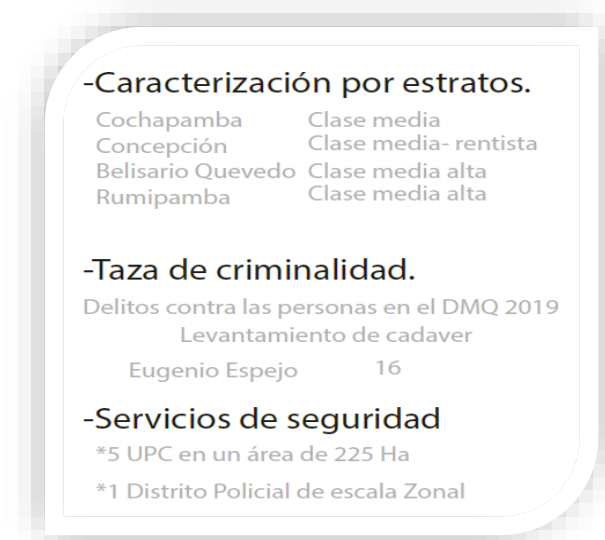 -Caracterización por estratos.
Cochapamba Clase media
Concepción Clase media- rentista
Belisario Quevedo Clase media alta
Rumipamba Clase media alta
-Taza de criminalidad.
Delitos contra las personas en el DMQ 2019
Levantamiento de cadaver
Eugenio Espejo 16
-Servicios de seguridad
*5 UPC en un área de 225 Ha
*1 Distrito Policial de escala Zonal